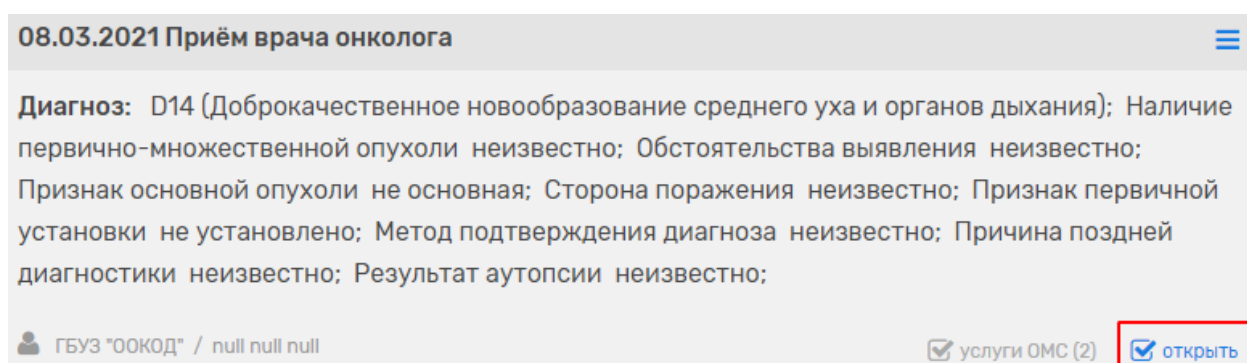 08.03.2021 Приём врача онколога
Диагноз: D14 (Доброкачественное новообразование среднего уха и органов дыхания); Наличие
первично-множественной опухоли неизвестно; Обстоятельства выявления неизвестно;
Признак основной опухоли не основная; Сторона поражения неизвестно; Признак первичной
установки не установлено; Метод подтверждения диагноза неизвестно; Причина поздней
диагностики неизвестно; Результат аутопсии неизвестно;
ГБУЗ "ООКОД" / null null null услуги ОМС (2) открыть